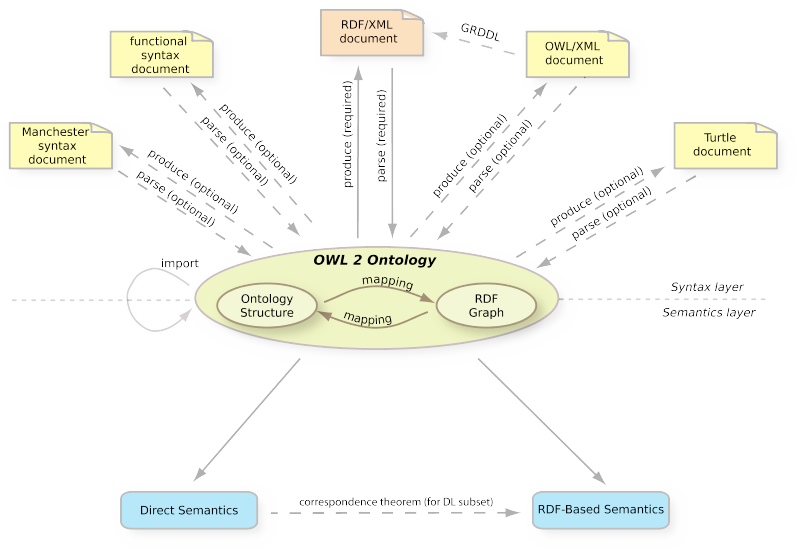 RDF/XML
document
GRDDL
functional
syntax
document
OWL/XML
document
Manchester
syntax
document
Turtle
document
produce (optional)
parse (optional)
produce (optional)
parse (optional)
produce (required)
parse (required)
produce (optional)
parse (optional)
produce (optional)
parse (optional)
OWL 2 Ontology
import
mapping
Ontology
Structure
RDF
Graph
mapping
Syntax layer
Semantics layer
Direct Semantics
correspondence theorem (for DL subset)
RDF-Based Semantics